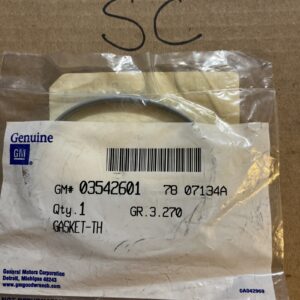 SC
Genuine
GM
GM# 03542601 78 07134A
Qty.1 GR.3.270
GASKET-TH
General Motors Corporation
Detroit, Michigan 48243
www.gmgoodwrench.com